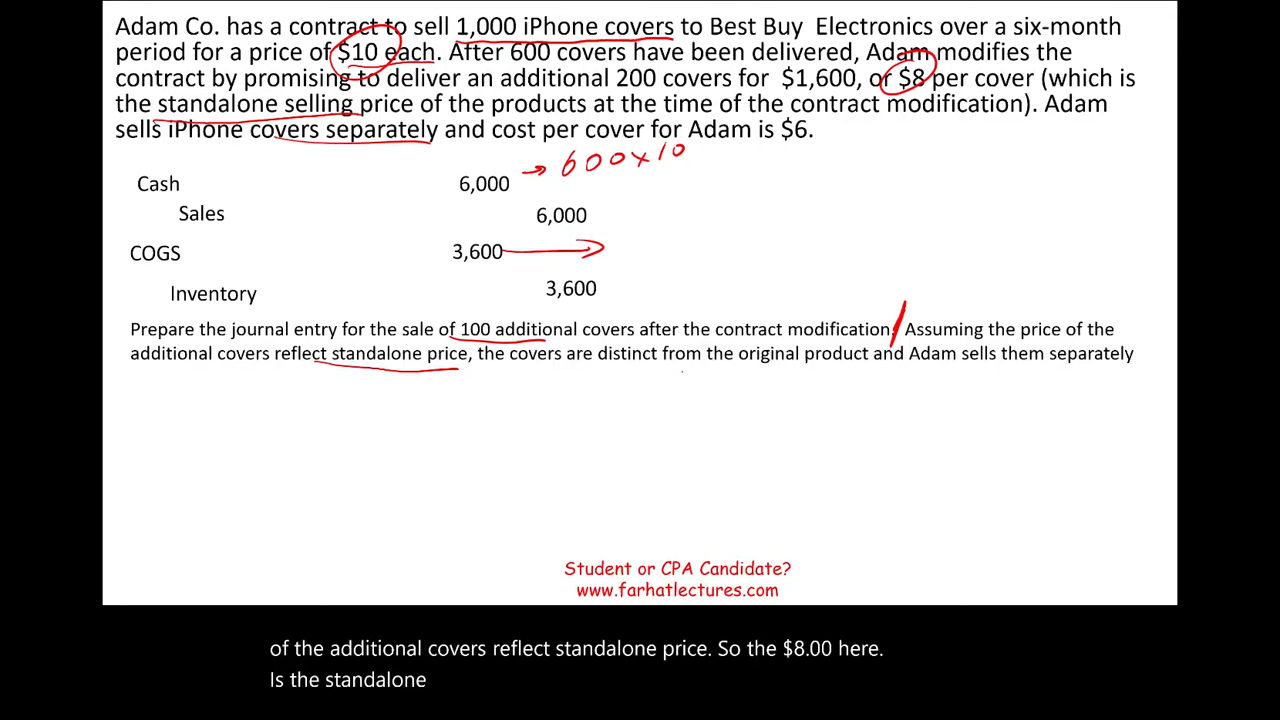 Adam Co. has a contract to sell 1,000 iPhone covers to Best Buy Electronics over a six-month
period for a price of $10 each. After 600 covers have been delivered, Adam modifies the
contract by promising to deliver an additional 200 covers for $1,600, or $8 per cover (which is
the standalone selling price of the products at the time of the contract modification). Adam
sells iPhone covers separately and cost per cover for Adam is $6.
600x10
Cash 6,000
Sales 6,000
COGS 3,600
Inventory 3,600
Prepare the journal entry for the sale of 100 additional covers after the contract modification. Assuming the price of the
additional covers reflect standalone price, the covers are distinct from the original product and Adam sells them separately
Student or CPA Candidate?
www.farhatlectures.com
of the additional covers reflect standalone price. So the $8.00 here.
Is the standalone